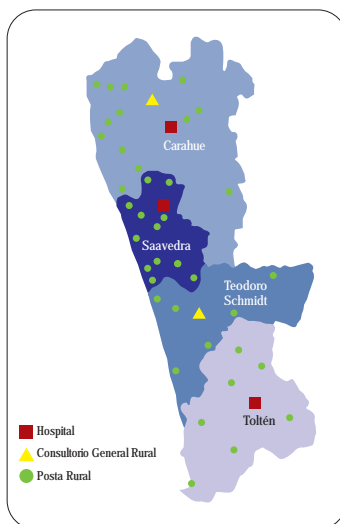 Carahue
Saavedra
Teodoro
Schmidt
Toltén
Hospital
Consultorio General Rural
Posta Rural